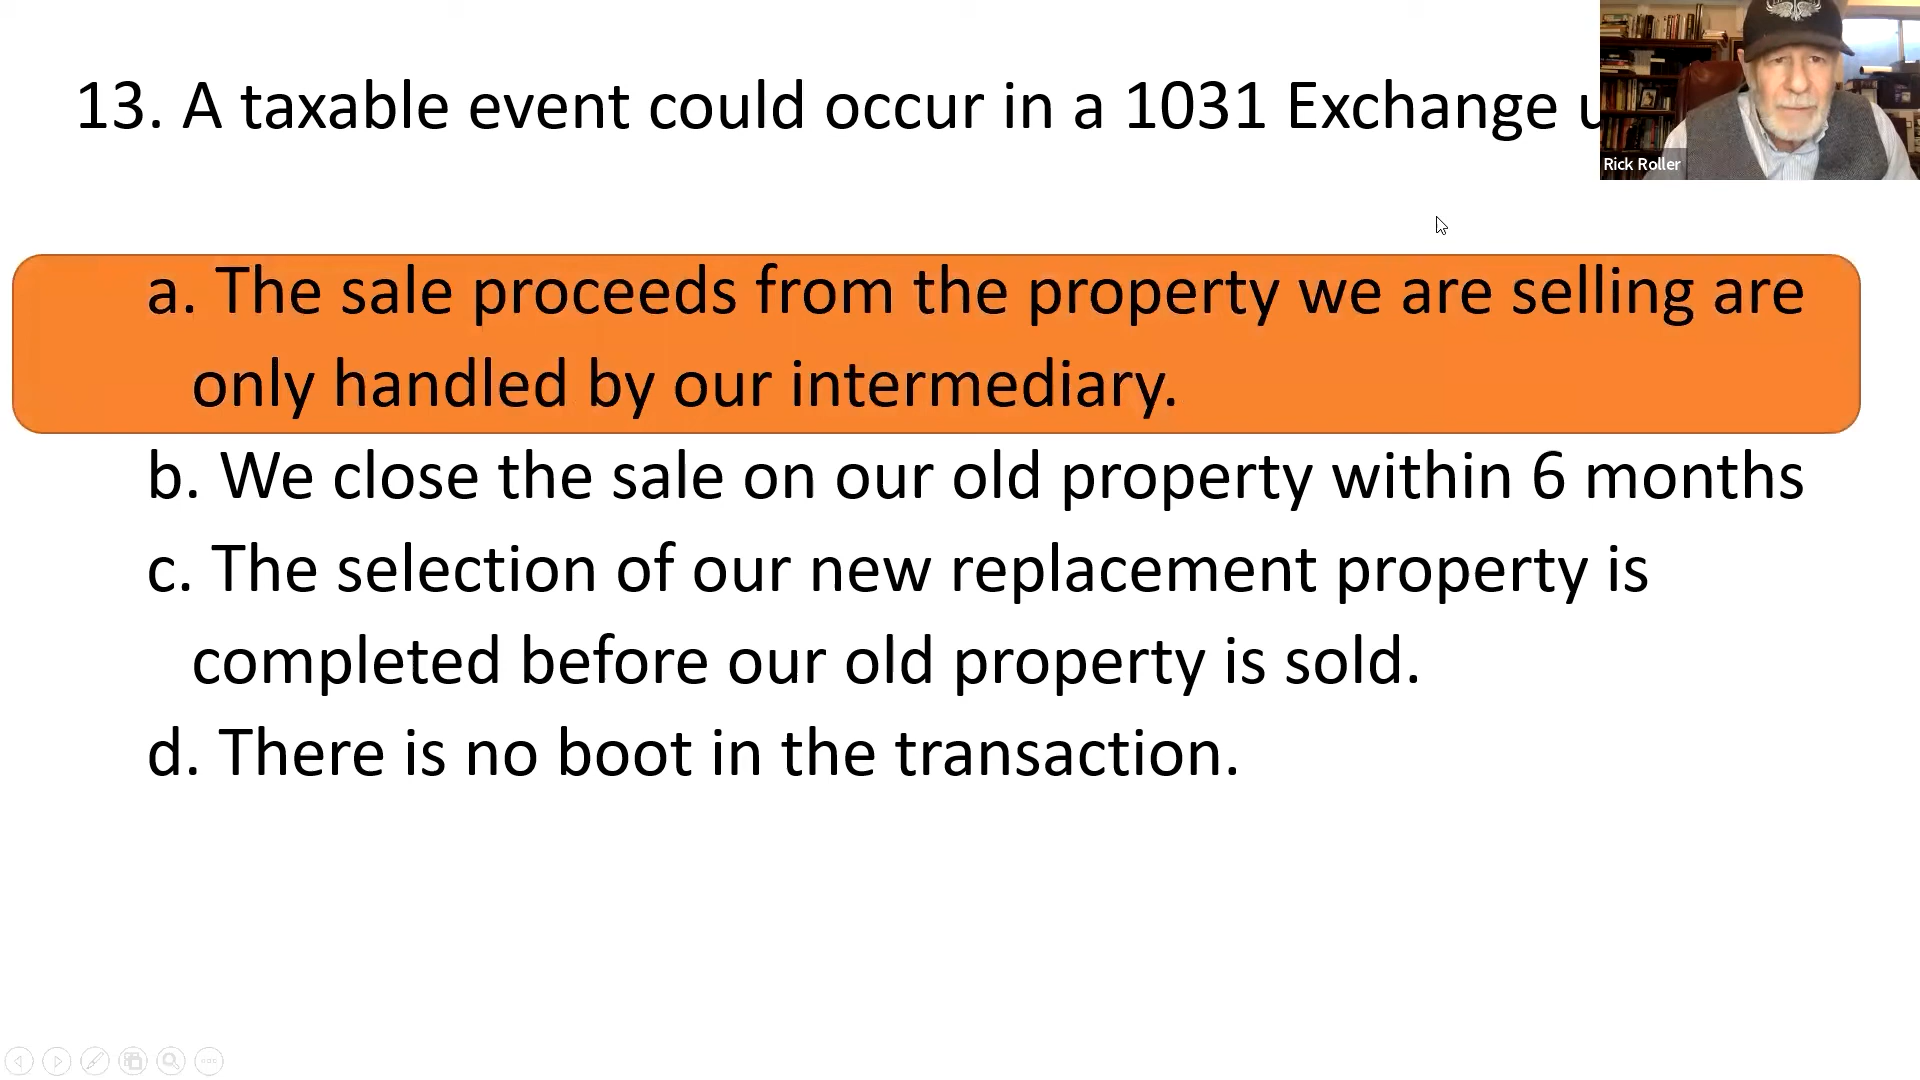 13. A taxable event could occur in a 1031 Exchange u
Rick Roller
a. The sale proceeds from the property we are selling are
only handled by our intermediary.
b. We close the sale on our old property within 6 months
c. The selection of our new replacement property is
completed before our old property is sold.
d. There is no boot in the transaction.